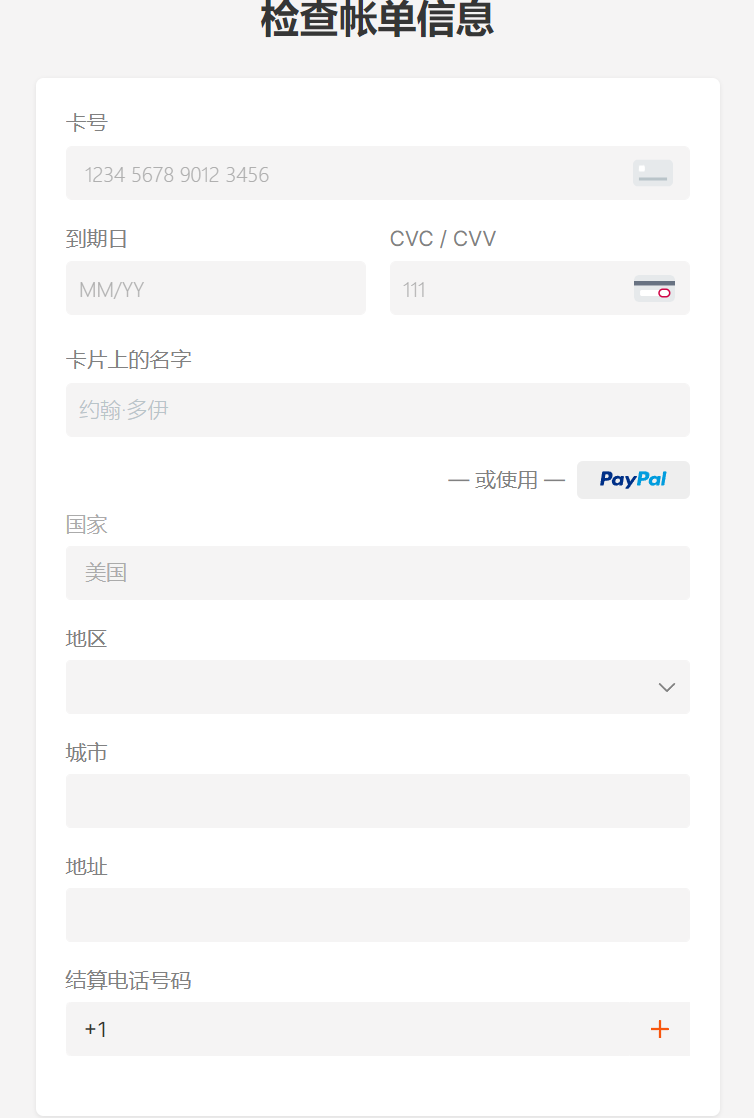 检查帐单信息
卡号
1234 5678 9012 3456
到期日
CVC / CVV
MM/YY
111
卡片上的名字
约翰·多伊
— 或使用 — PayPal
国家
美国
地区
城市
地址
结算电话号码
+1